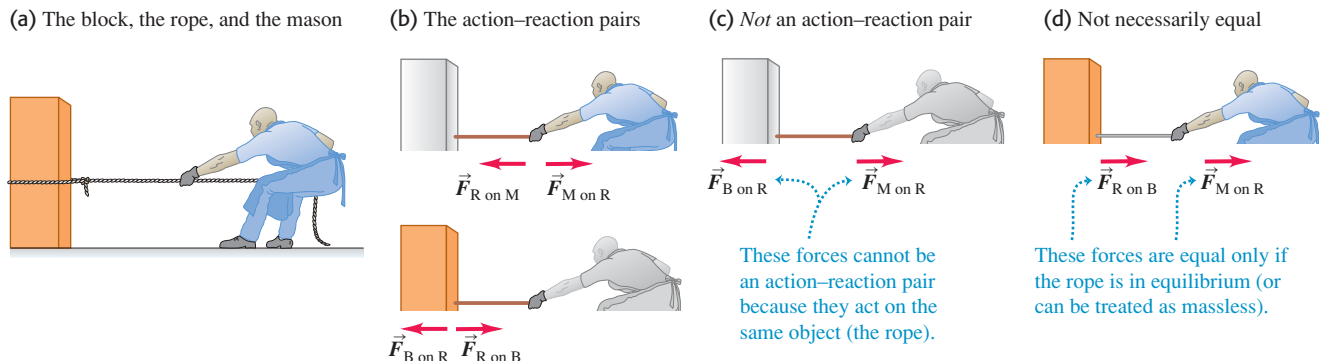 (a) The block, the rope, and the mason
(b) The action–reaction pairs
F⃗R on M
F⃗M on R
F⃗B on R
F⃗R on B
(c) Not an action–reaction pair
F⃗B on R
F⃗M on R
These forces cannot be
an action–reaction pair
because they act on the
same object (the rope).
(d) Not necessarily equal
F⃗R on B
F⃗M on R
These forces are equal only if
the rope is in equilibrium (or
can be treated as massless).